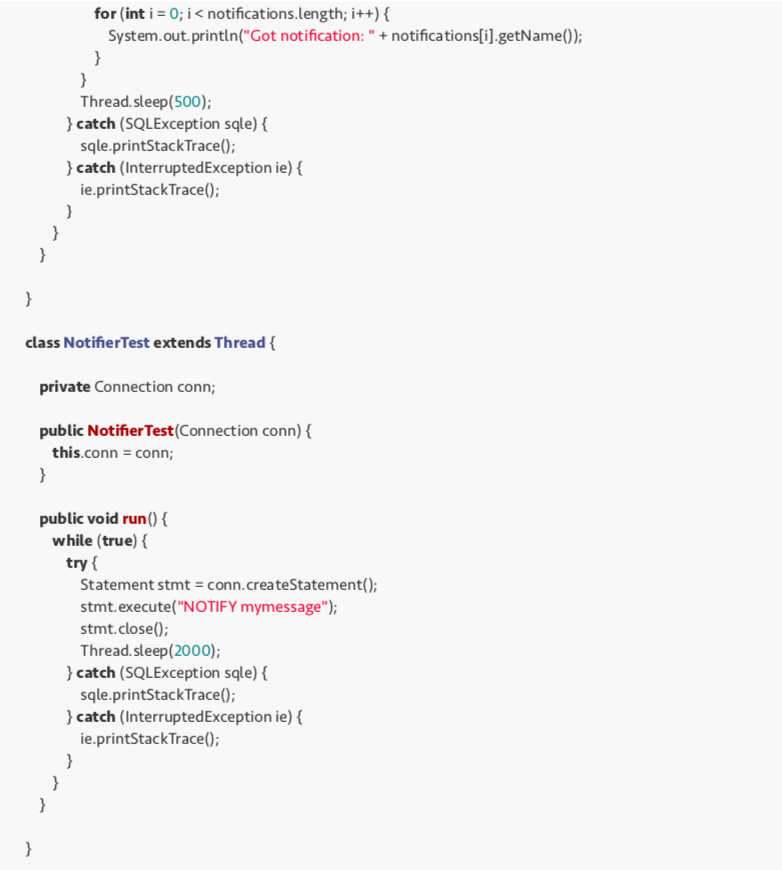 for (int i = 0; i < notifications.length; i++) {
System.out.println("Got notification: " + notifications[i].getName());
}
}
Thread.sleep(500);
} catch (SQLException sqle) {
sqle.printStackTrace();
} catch (InterruptedException ie) {
ie.printStackTrace();
}
}
}
}
class NotifierTest extends Thread {
private Connection conn;
public NotifierTest(Connection conn) {
this.conn = conn;
}
public void run() {
while (true) {
try {
Statement stmt = conn.createStatement();
stmt.execute("NOTIFY mymessage");
stmt.close();
Thread.sleep(2000);
} catch (SQLException sqle) {
sqle.printStackTrace();
} catch (InterruptedException ie) {
ie.printStackTrace();
}
}
}
}